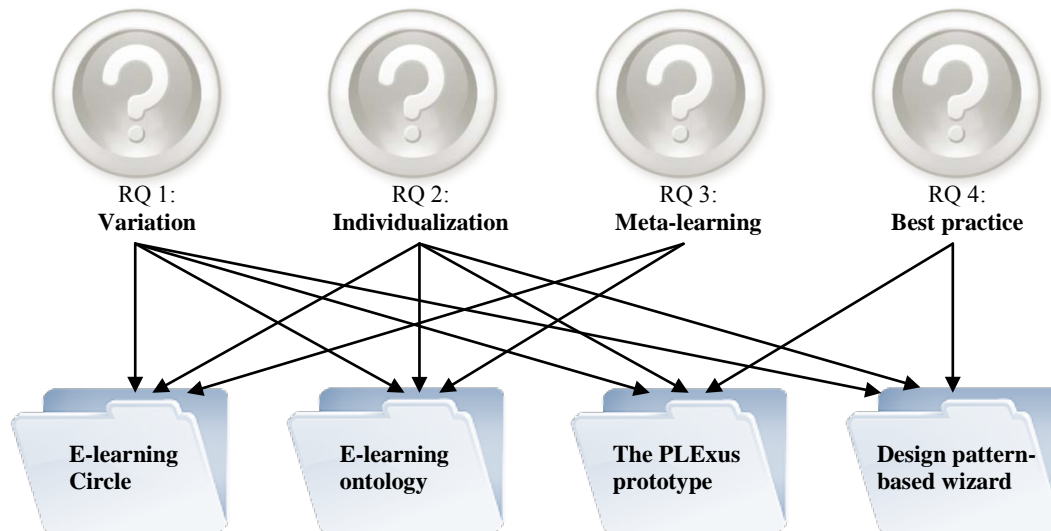 RQ 1:
Variation
RQ 2:
Individualization
RQ 3:
Meta-learning
RQ 4:
Best practice
E-learning
Circle
E-learning
ontology
The PLExus
prototype
Design pattern-
based wizard